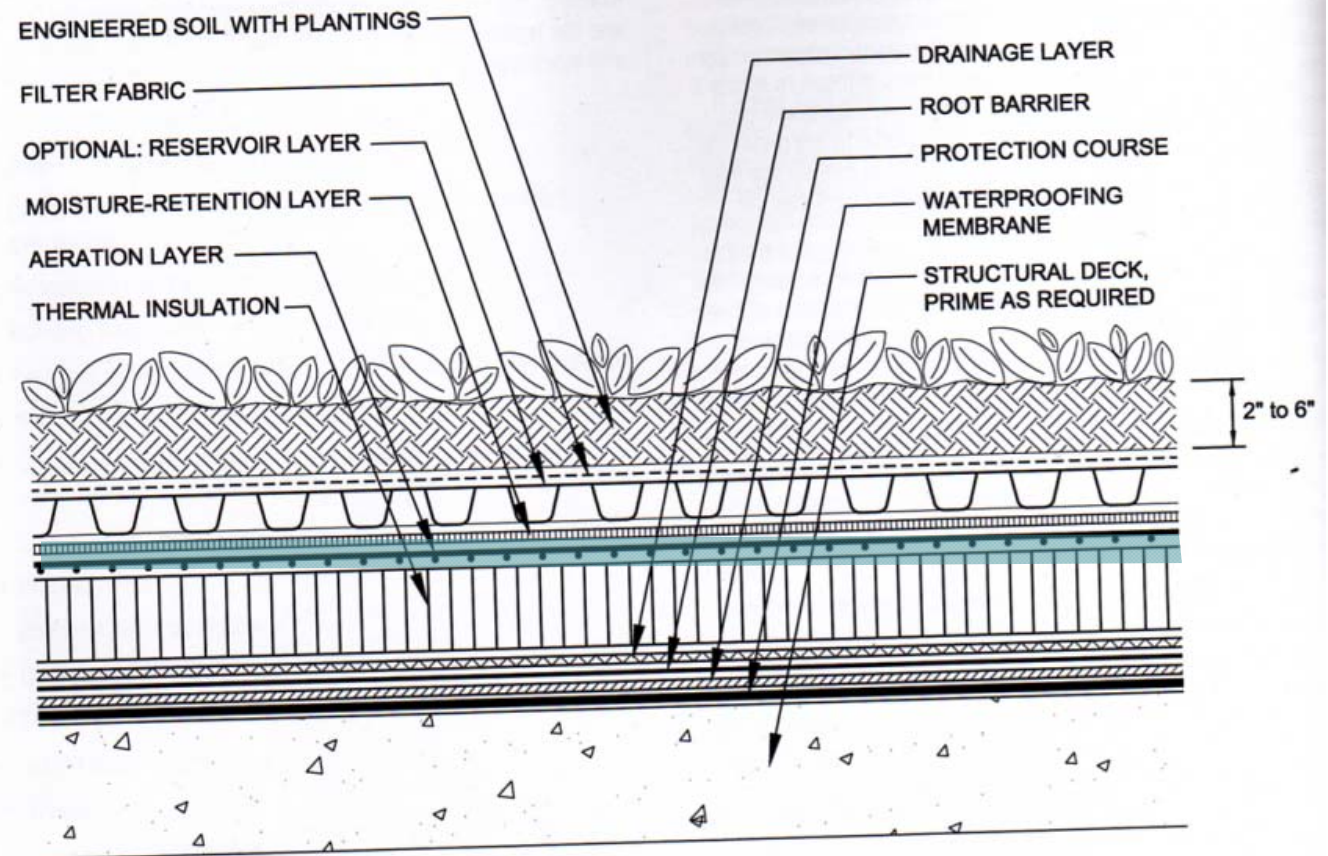 ENGINEERED SOIL WITH PLANTINGS
FILTER FABRIC
OPTIONAL: RESERVOIR LAYER
MOISTURE-RETENTION LAYER
AERATION LAYER
THERMAL INSULATION
DRAINAGE LAYER
ROOT BARRIER
PROTECTION COURSE
WATERPROOFING
MEMBRANE
STRUCTURAL DECK,
PRIME AS REQUIRED
2" to 6"